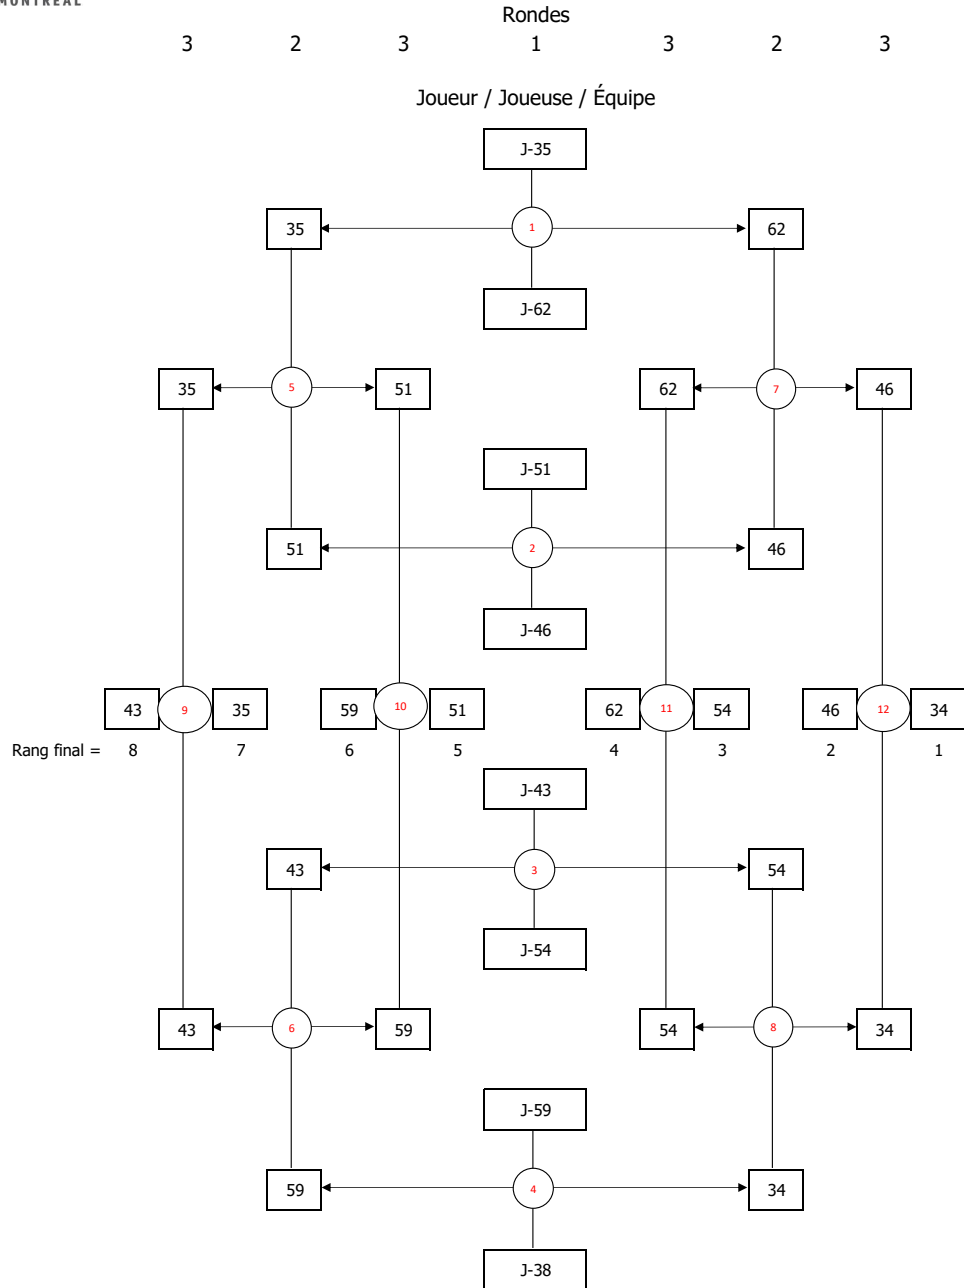 MONTRÉAL
Rondes
3 2 3 1 3 2 3
Joueur / Joueuse / Équipe
J-35
35 1 62
J-62
35 5 51 62 7 46
J-51
51 2 46
J-46
43 9 35 59 10 51 62 11 54 46 12 34
Rang final = 8 7 6 5 4 3 2 1
J-43
43 3 54
J-54
43 6 59 54 8 34
J-59
59 4 34
J-38